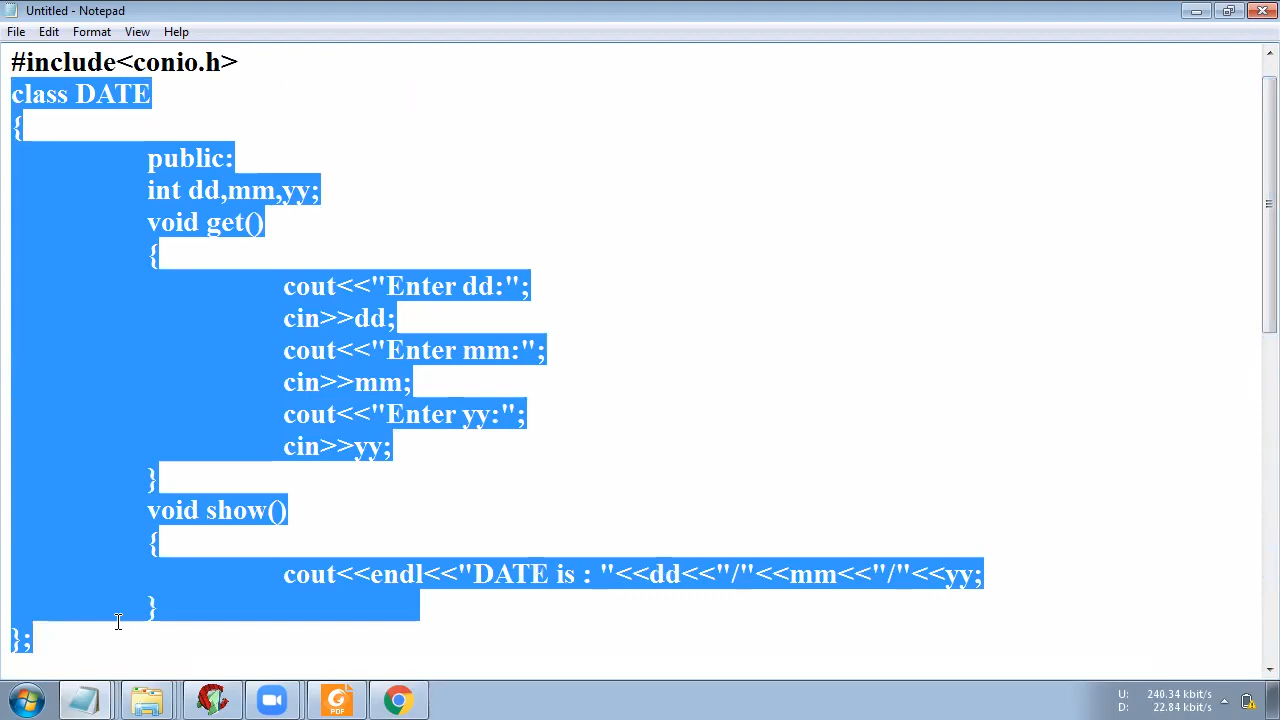 Untitled - Notepad
File Edit Format View Help
#include<conio.h>
class DATE
{
public:
int dd,mm,yy;
void get()
{
cout<<"Enter dd:";
cin>>dd;
cout<<"Enter mm:";
cin>>mm;
cout<<"Enter yy:";
cin>>yy;
}
void show()
{
cout<<endl<<"DATE is : "<<dd<<"/"<<mm<<"/"<<yy;
}
};
PDF
U: 240.34 kbit/s
D: 22.84 kbit/s